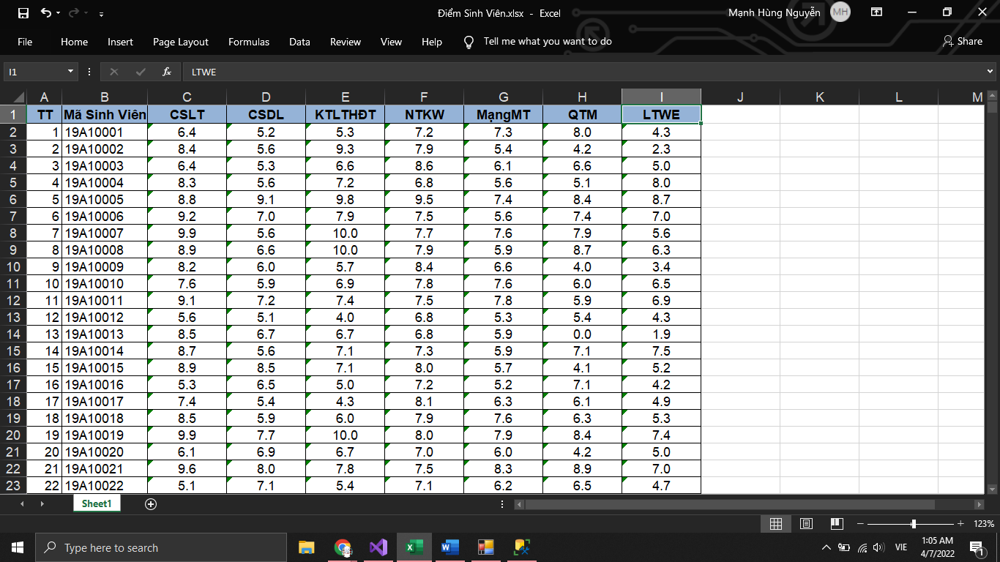 Điểm Sinh Viên.xlsx - Excel Mạnh Hùng Nguyễn MH
File Home Insert Page Layout Formulas Data Review View Help Tell me what you want to do Share
I1 fx LTWE
A B C D E F G H I J K L M
1 TT Mã Sinh Viên CSLT CSDL KTLTHĐT NTKW MạngMT QTM LTWE
2 1 19A10001 6.4 5.2 5.3 7.2 7.3 8.0 4.3
3 2 19A10002 8.4 5.6 9.3 7.9 5.4 4.2 2.3
4 3 19A10003 6.4 5.3 6.6 8.6 6.1 6.6 5.0
5 4 19A10004 8.3 5.6 7.2 6.8 5.6 5.1 8.0
6 5 19A10005 8.8 9.1 9.8 9.5 7.4 8.4 8.7
7 6 19A10006 9.2 7.0 7.9 7.5 5.6 7.4 7.0
8 7 19A10007 9.9 5.6 10.0 7.7 7.6 7.9 5.6
9 8 19A10008 8.9 6.6 10.0 7.9 5.9 8.7 6.3
10 9 19A10009 8.2 6.0 5.7 8.4 6.6 4.0 3.4
11 10 19A10010 7.6 5.9 6.9 7.8 7.6 6.0 6.5
12 11 19A10011 9.1 7.2 7.4 7.5 7.8 5.9 6.9
13 12 19A10012 5.6 5.1 4.0 6.8 5.3 5.4 4.3
14 13 19A10013 8.5 6.7 6.7 6.8 5.9 0.0 1.9
15 14 19A10014 8.7 5.6 7.1 7.3 5.9 7.1 7.5
16 15 19A10015 8.9 8.5 7.1 8.0 5.7 4.1 5.2
17 16 19A10016 5.3 6.5 5.0 7.2 5.2 7.1 4.2
18 17 19A10017 7.4 5.4 4.3 8.1 6.3 6.1 4.9
19 18 19A10018 8.5 5.9 6.0 7.9 7.6 6.3 5.3
20 19 19A10019 9.9 7.7 10.0 8.0 7.9 8.4 7.4
21 20 19A10020 6.1 6.9 6.7 7.0 6.0 4.2 5.0
22 21 19A10021 9.6 8.0 7.8 7.5 8.3 8.9 7.0
23 22 19A10022 5.1 7.1 5.4 7.1 6.2 6.5 4.7
Sheet1
123%
Type here to search VIE 1:05 AM
4/7/2022 1